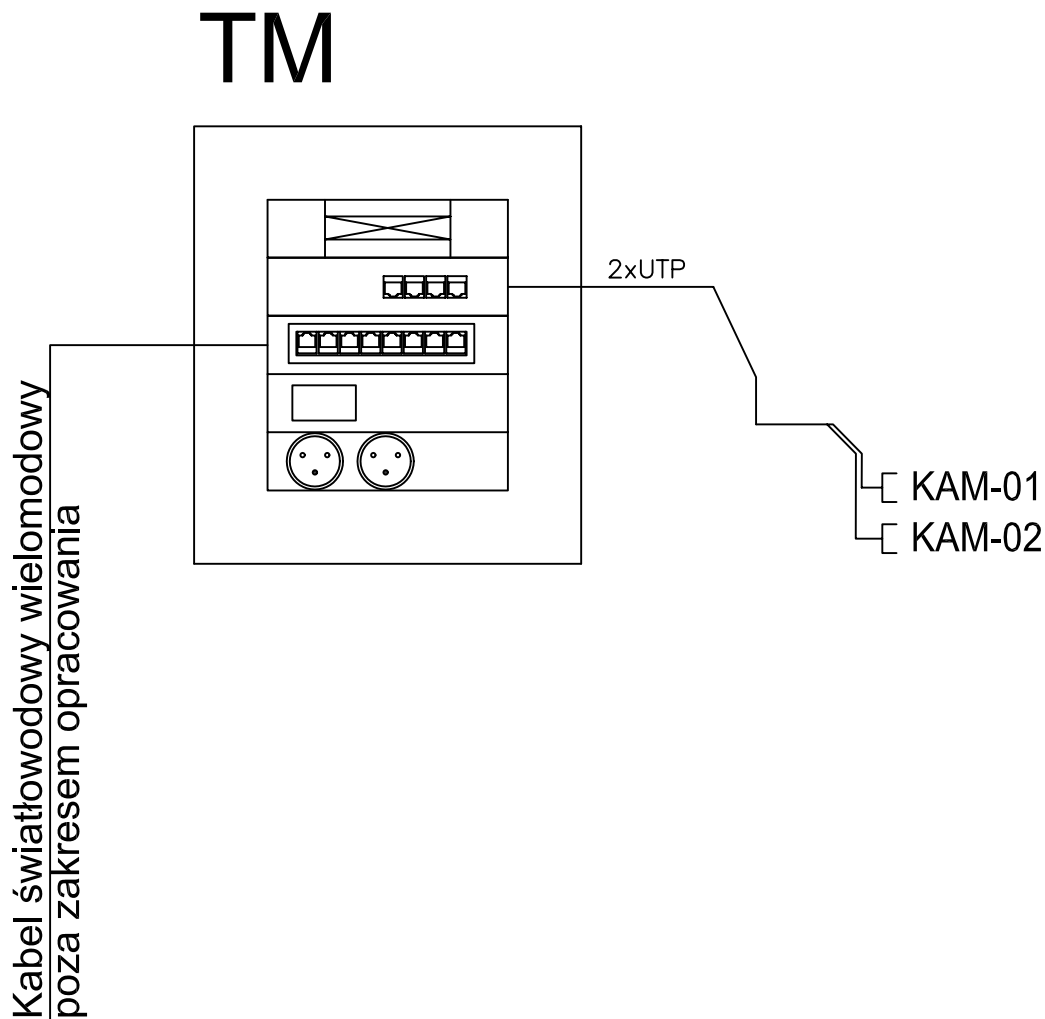 TM
2xUTP
KAM-01
KAM-02
Kabel światłowodowy wielomodowy
poza zakresem opracowania